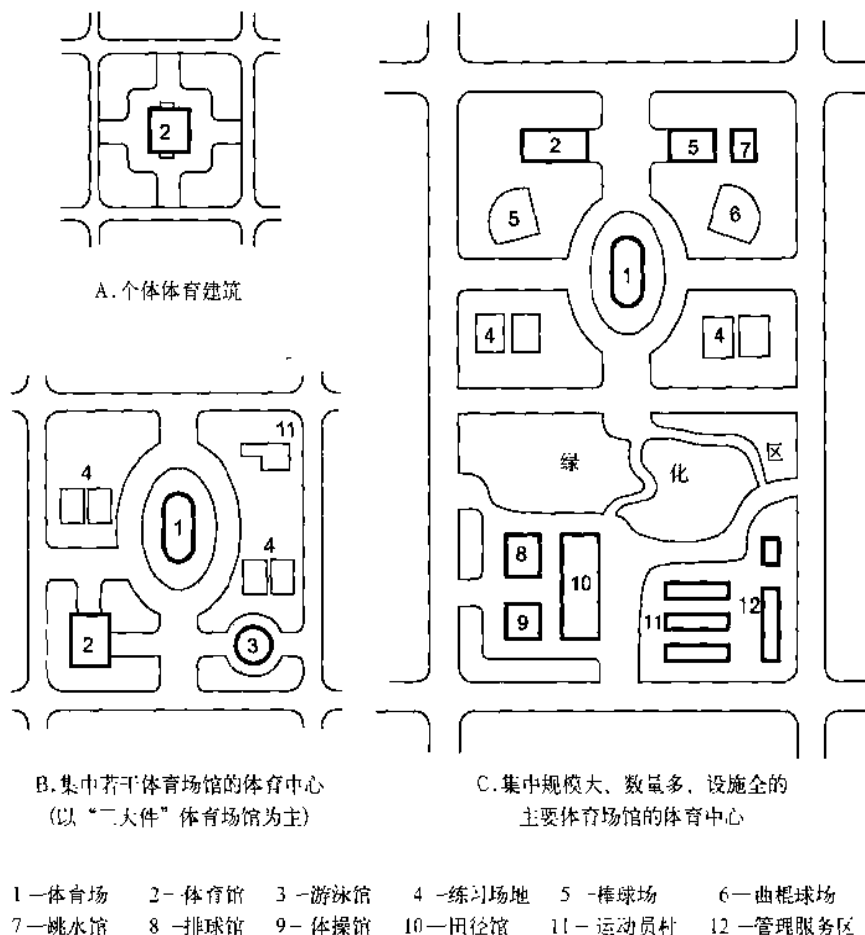 2
A.个体体育建筑
11
4
1
4
2
3
B.集中若干体育场馆的体育中心
(以“三大件”体育场馆为主)
2
5
7
5
6
1
4
4
绿
化
区
8
10
9
11
12
C.集中规模大、数量多、设施全的
主要体育场馆的体育中心
1—体育场 2—体育馆 3—游泳馆 4—练习场地 5—棒球场 6—曲棍球场
7—跳水馆 8—排球馆 9—体操馆 10—田径馆 11—运动员村 12—管理服务区